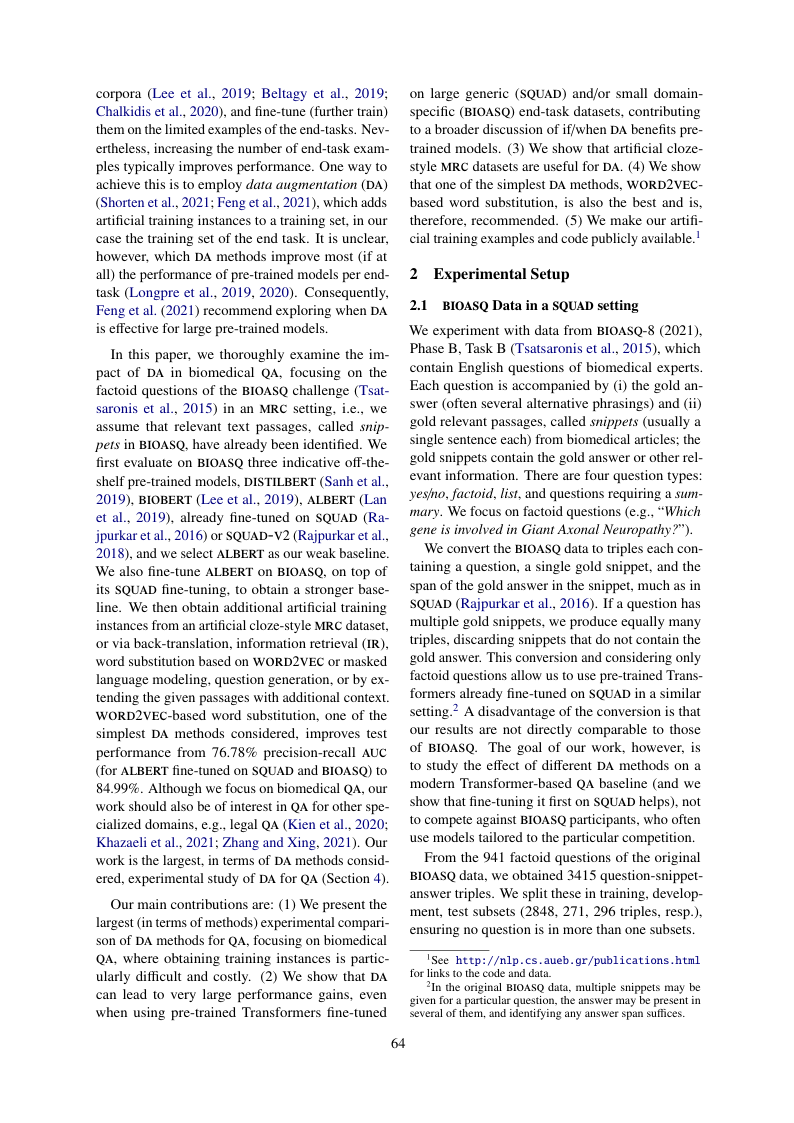 corpora (Lee et al., 2019; Beltagy et al., 2019;
Chalkidis et al., 2020), and fine-tune (further train)
them on the limited examples of the end-tasks. Nev-
ertheless, increasing the number of end-task exam-
ples typically improves performance. One way to
achieve this is to employ data augmentation (DA)
(Shorten et al., 2021; Feng et al., 2021), which adds
artificial training instances to a training set, in our
case the training set of the end task. It is unclear,
however, which DA methods improve most (if at
all) the performance of pre-trained models per end-
task (Longpre et al., 2019, 2020). Consequently,
Feng et al. (2021) recommend exploring when DA
is effective for large pre-trained models.
In this paper, we thoroughly examine the im-
pact of DA in biomedical QA, focusing on the
factoid questions of the BIOASQ challenge (Tsat-
saronis et al., 2015) in an MRC setting, i.e., we
assume that relevant text passages, called snip-
pets in BIOASQ, have already been identified. We
first evaluate on BIOASQ three indicative off-the-
shelf pre-trained models, DISTILBERT (Sanh et al.,
2019), BIOBERT (Lee et al., 2019), ALBERT (Lan
et al., 2019), already fine-tuned on SQUAD (Ra-
jpurkar et al., 2016) or SQUAD-V2 (Rajpurkar et al.,
2018), and we select ALBERT as our weak baseline.
We also fine-tune ALBERT on BIOASQ, on top of
its SQUAD fine-tuning, to obtain a stronger base-
line. We then obtain additional artificial training
instances from an artificial cloze-style MRC dataset,
or via back-translation, information retrieval (IR),
word substitution based on WORD2VEC or masked
language modeling, question generation, or by ex-
tending the given passages with additional context.
WORD2VEC-based word substitution, one of the
simplest DA methods considered, improves test
performance from 76.78% precision-recall AUC
(for ALBERT fine-tuned on SQUAD and BIOASQ) to
84.99%. Although we focus on biomedical QA, our
work should also be of interest in QA for other spe-
cialized domains, e.g., legal QA (Kien et al., 2020;
Khazaeli et al., 2021; Zhang and Xing, 2021). Our
work is the largest, in terms of DA methods consid-
ered, experimental study of DA for QA (Section 4).
Our main contributions are: (1) We present the
largest (in terms of methods) experimental compari-
son of DA methods for QA, focusing on biomedical
QA, where obtaining training instances is partic-
ularly difficult and costly. (2) We show that DA
can lead to very large performance gains, even
when using pre-trained Transformers fine-tuned
on large generic (SQUAD) and/or small domain-
specific (BIOASQ) end-task datasets, contributing
to a broader discussion of if/when DA benefits pre-
trained models. (3) We show that artificial cloze-
style MRC datasets are useful for DA. (4) We show
that one of the simplest DA methods, WORD2VEC-
based word substitution, is also the best and is,
therefore, recommended. (5) We make our artifi-
cial training examples and code publicly available.1
2 Experimental Setup
2.1 BIOASQ Data in a SQUAD setting
We experiment with data from BIOASQ-8 (2021),
Phase B, Task B (Tsatsaronis et al., 2015), which
contain English questions of biomedical experts.
Each question is accompanied by (i) the gold an-
swer (often several alternative phrasings) and (ii)
gold relevant passages, called snippets (usually a
single sentence each) from biomedical articles; the
gold snippets contain the gold answer or other rel-
evant information. There are four question types:
yes/no, factoid, list, and questions requiring a sum-
mary. We focus on factoid questions (e.g., “Which
gene is involved in Giant Axonal Neuropathy?”).
We convert the BIOASQ data to triples each con-
taining a question, a single gold snippet, and the
span of the gold answer in the snippet, much as in
SQUAD (Rajpurkar et al., 2016). If a question has
multiple gold snippets, we produce equally many
triples, discarding snippets that do not contain the
gold answer. This conversion and considering only
factoid questions allow us to use pre-trained Trans-
formers already fine-tuned on SQUAD in a similar
setting.2 A disadvantage of the conversion is that
our results are not directly comparable to those
of BIOASQ. The goal of our work, however, is
to study the effect of different DA methods on a
modern Transformer-based QA baseline (and we
show that fine-tuning it first on SQUAD helps), not
to compete against BIOASQ participants, who often
use models tailored to the particular competition.
From the 941 factoid questions of the original
BIOASQ data, we obtained 3415 question-snippet-
answer triples. We split these in training, develop-
ment, test subsets (2848, 271, 296 triples, resp.),
ensuring no question is in more than one subsets.
1See http://nlp.cs.aueb.gr/publications.html
for links to the code and data.
2In the original BIOASQ data, multiple snippets may be
given for a particular question, the answer may be present in
several of them, and identifying any answer span suffices.
64